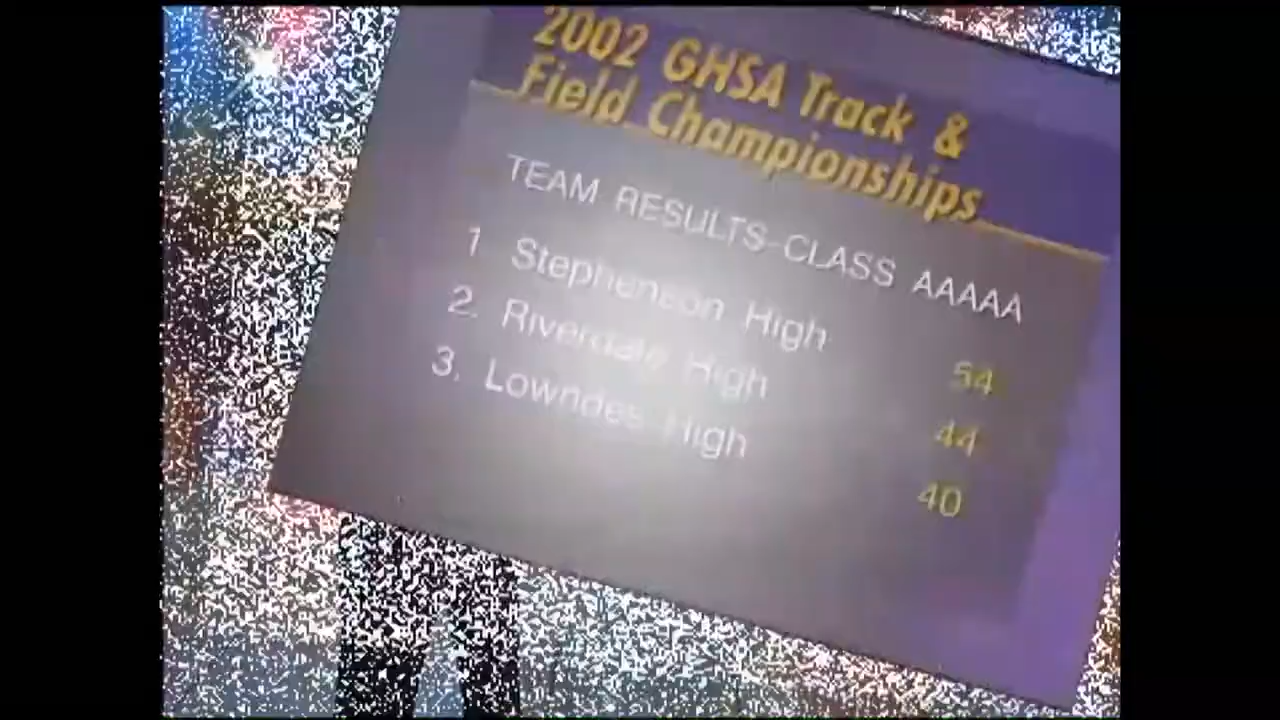 2002 GHSA Track &
Field Championships
TEAM RESULTS-CLASS AAAAA
1 Stephenson High 54
2. Riverdale High 44
3. Lowndes High 40